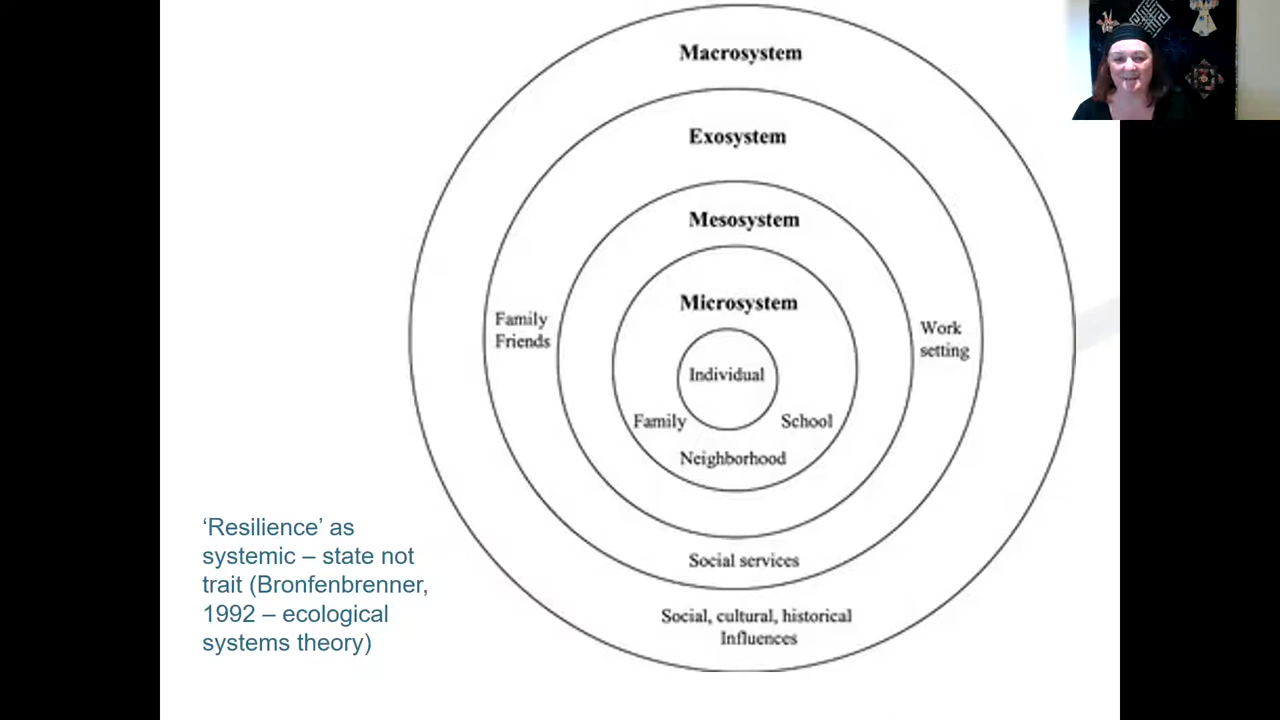 Macrosystem
Exosystem
Mesosystem
Microsystem
Family
Friends
Work
setting
Individual
Family
School
Neighborhood
Social services
Social, cultural, historical
Influences
‘Resilience’ as
systemic – state not
trait (Bronfenbrenner,
1992 – ecological
systems theory)